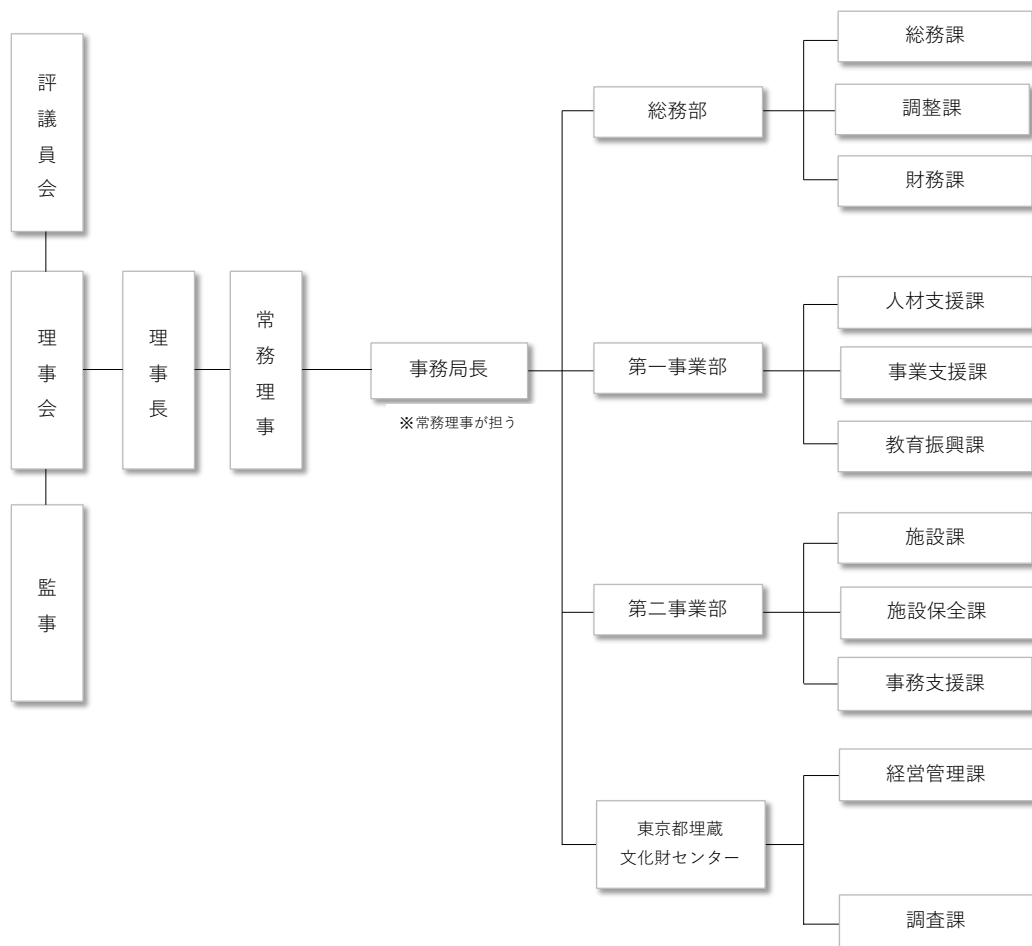 評議員会
理事会
監事
理事長
常務理事
事務局長
※常務理事が担う
総務部
総務課
調整課
財務課
第一事業部
人材支援課
事業支援課
教育振興課
第二事業部
施設課
施設保全課
事務支援課
東京都埋蔵
文化財センター
経営管理課
調査課